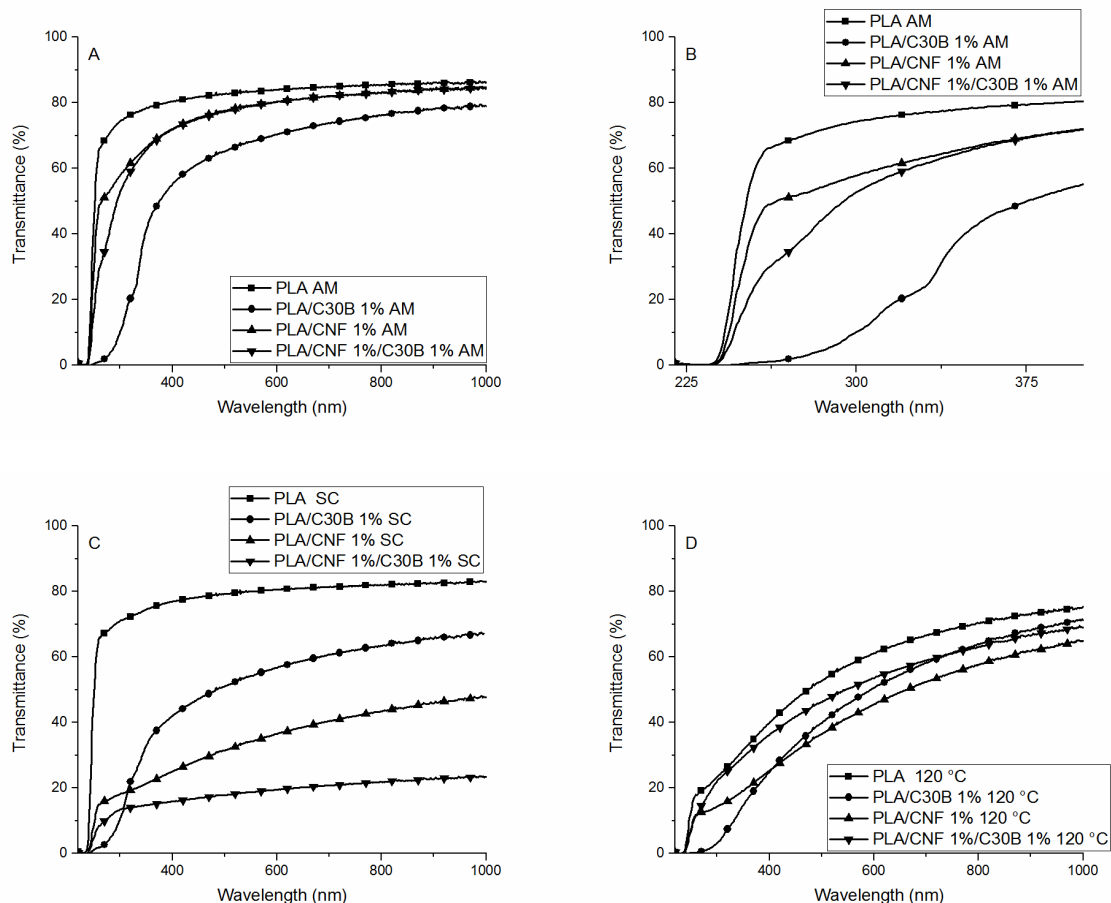 A
100
80
60
40
20
0
Transmittance (%)
PLA AM
PLA/C30B 1% AM
PLA/CNF 1% AM
PLA/CNF 1%/C30B 1% AM
400
600
800
1000
Wavelength (nm)
PLA AM
PLA/C30B 1% AM
PLA/CNF 1% AM
PLA/CNF 1%/C30B 1% AM
B
100
80
60
40
20
0
Transmittance (%)
225
300
375
Wavelength (nm)
PLA  SC
PLA/C30B 1% SC
PLA/CNF 1% SC
PLA/CNF 1%/C30B 1% SC
C
100
80
60
40
20
0
Transmittance (%)
400
600
800
1000
Wavelength (nm)
D
100
80
60
40
20
0
Transmittance (%)
PLA  120 °C
PLA/C30B 1% 120 °C
PLA/CNF 1% 120 °C
PLA/CNF 1%/C30B 1% 120 °C
400
600
800
1000
Wavelength (nm)